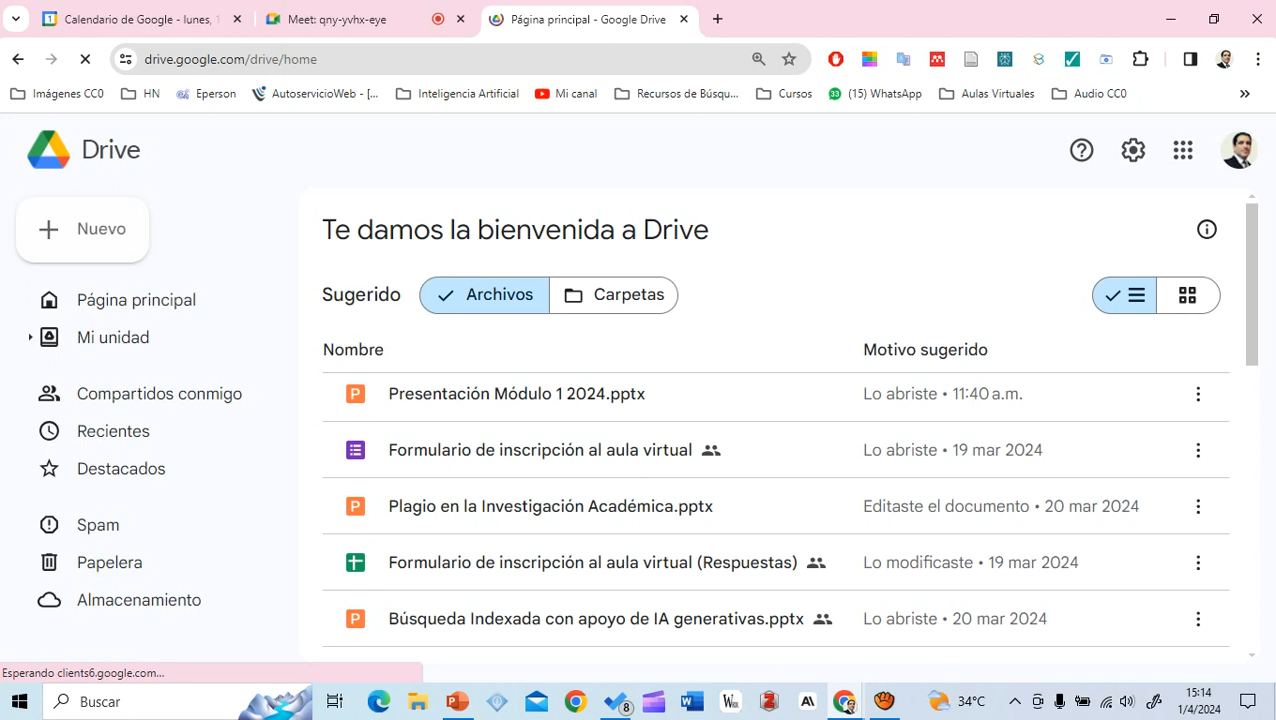 Calendario de Google - lunes, 1
Meet: qny-yvhx-eye
Página principal - Google Drive
drive.google.com/drive/home
Imágenes CC0
HN
Eperson
AutoservicioWeb - [...
Inteligencia Artificial
Mi canal
Recursos de Búsqu...
Cursos
33
(15) WhatsApp
Aulas Virtuales
Audio CC0
Drive
Nuevo
Página principal
Mi unidad
Compartidos conmigo
Recientes
Destacados
Spam
Papelera
Almacenamiento
Te damos la bienvenida a Drive
Sugerido
Archivos
Carpetas
Nombre Motivo sugerido
P Presentación Módulo 1 2024.pptx Lo abriste • 11:40 a.m.
Formulario de inscripción al aula virtual Lo abriste • 19 mar 2024
P Plagio en la Investigación Académica.pptx Editaste el documento • 20 mar 2024
Formulario de inscripción al aula virtual (Respuestas) Lo modificaste • 19 mar 2024
P Búsqueda Indexada con apoyo de IA generativas.pptx Lo abriste • 20 mar 2024
Esperando clients6.google.com...
Buscar
8
34°C
15:14
1/4/2024